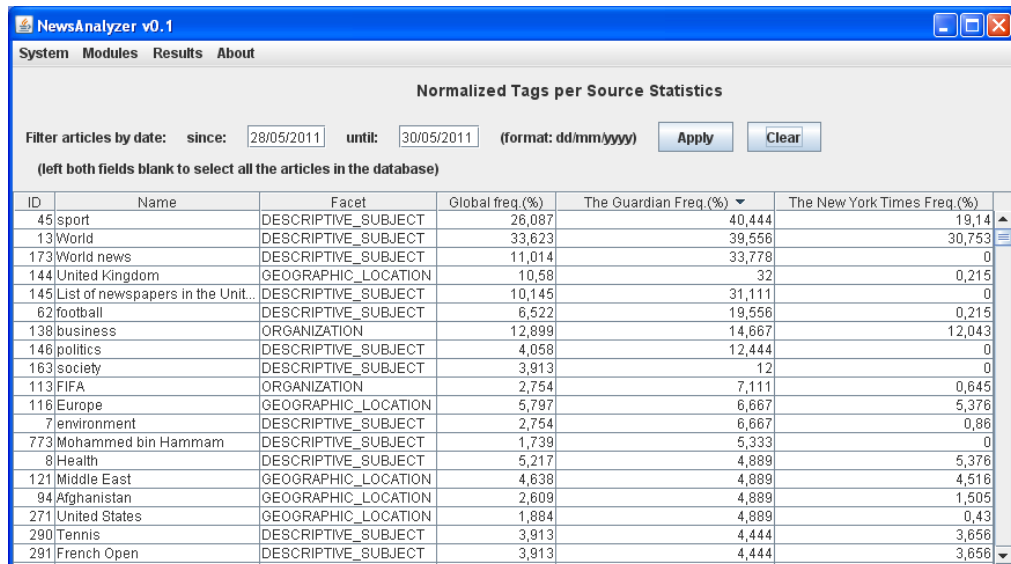 NewsAnalyzer v0.1
System Modules Results About
Normalized Tags per Source Statistics
Filter articles by date: since: 28/05/2011 until: 30/05/2011 (format: dd/mm/yyyy) Apply Clear
(left both fields blank to select all the articles in the database)
ID Name Facet Global freq.(%) The Guardian Freq.(%) The New York Times Freq.(%)
45 sport DESCRIPTIVE_SUBJECT 26,087 40,444 19,14
13 World DESCRIPTIVE_SUBJECT 33,623 39,556 30,753
173 World news DESCRIPTIVE_SUBJECT 11,014 33,778 0
144 United Kingdom GEOGRAPHIC_LOCATION 10,58 32 0,215
145 List of newspapers in the Unit... DESCRIPTIVE_SUBJECT 10,145 31,111 0
62 football DESCRIPTIVE_SUBJECT 6,522 19,556 0,215
138 business ORGANIZATION 12,899 14,667 12,043
146 politics DESCRIPTIVE_SUBJECT 4,058 12,444 0
163 society DESCRIPTIVE_SUBJECT 3,913 12 0
113 FIFA ORGANIZATION 2,754 7,111 0,645
116 Europe GEOGRAPHIC_LOCATION 5,797 6,667 5,376
7 environment DESCRIPTIVE_SUBJECT 2,754 6,667 0,86
773 Mohammed bin Hammam DESCRIPTIVE_SUBJECT 1,739 5,333 0
8 Health DESCRIPTIVE_SUBJECT 5,217 4,889 5,376
121 Middle East GEOGRAPHIC_LOCATION 4,638 4,889 4,516
94 Afghanistan GEOGRAPHIC_LOCATION 2,609 4,889 1,505
271 United States GEOGRAPHIC_LOCATION 1,884 4,889 0,43
290 Tennis DESCRIPTIVE_SUBJECT 3,913 4,444 3,656
291 French Open DESCRIPTIVE_SUBJECT 3,913 4,444 3,656